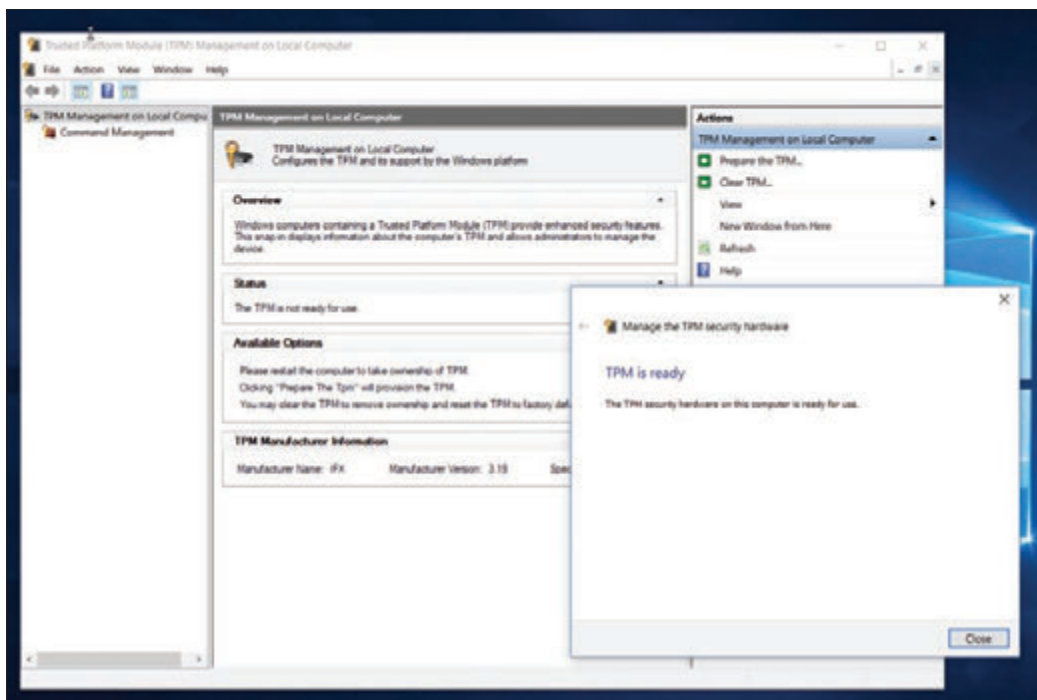 Trusted Platform Module (TPM) Management on Local Computer
File Action View Window Help
TPM Management on Local Compu
Command Management
TPM Management on Local Computer
TPM Management on Local Computer
Configures the TPM and its support by the Windows platform
Overview
Windows computers containing a Trusted Platform Module (TPM) provide enhanced security features.
This snap-in displays information about the computer's TPM and allows administrators to manage the
device.
Status
The TPM is not ready for use.
Available Options
Please restart the computer to take ownership of TPM.
Clicking "Prepare The Tpm" will provision the TPM.
You may clear the TPM to remove ownership and reset the TPM to factory defa
TPM Manufacturer Information
Manufacturer Name: IFX Manufacturer Version: 3.19 Spec
Actions
TPM Management on Local Computer
Prepare the TPM...
Clear TPM...
View
New Window from Here
Refresh
Help
Manage the TPM security hardware
TPM is ready
The TPM security hardware on this computer is ready for use.
Close